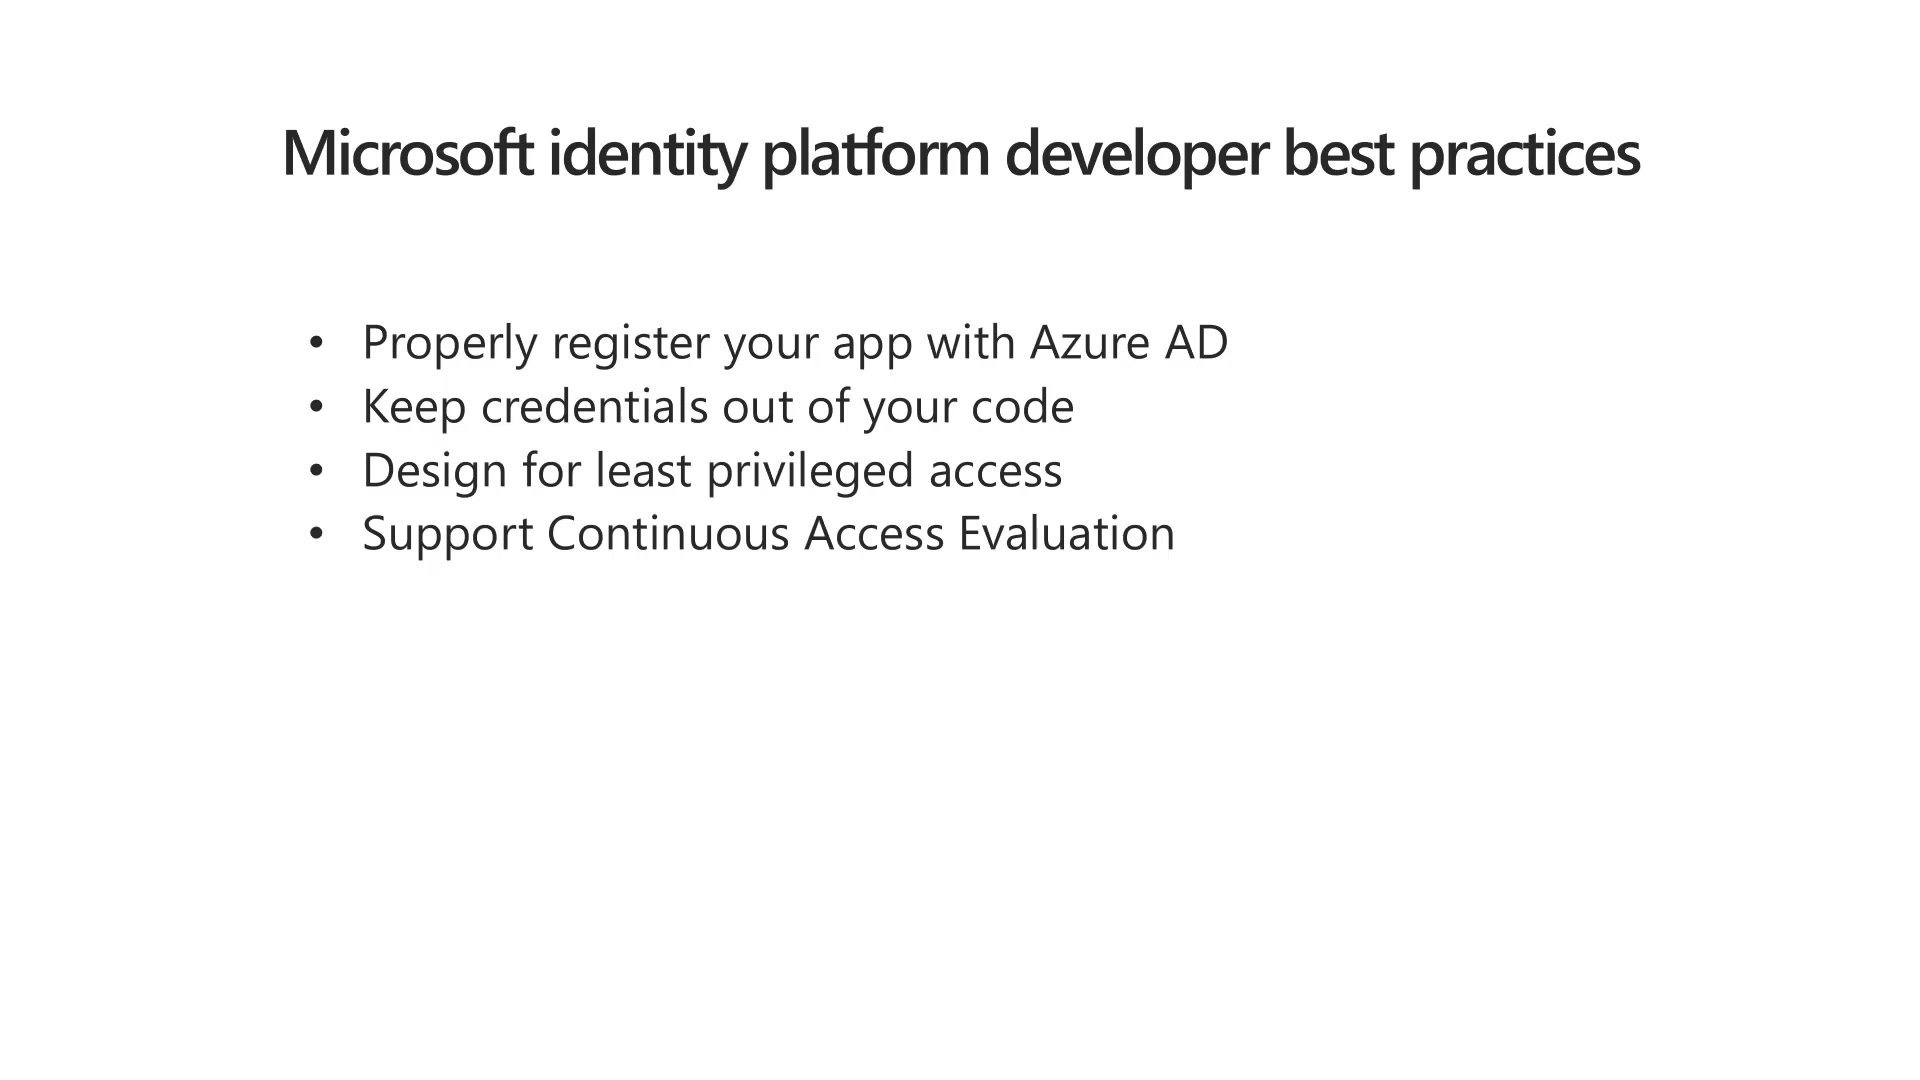 Microsoft identity platform developer best practices
• Properly register your app with Azure AD
• Keep credentials out of your code
• Design for least privileged access
• Support Continuous Access Evaluation